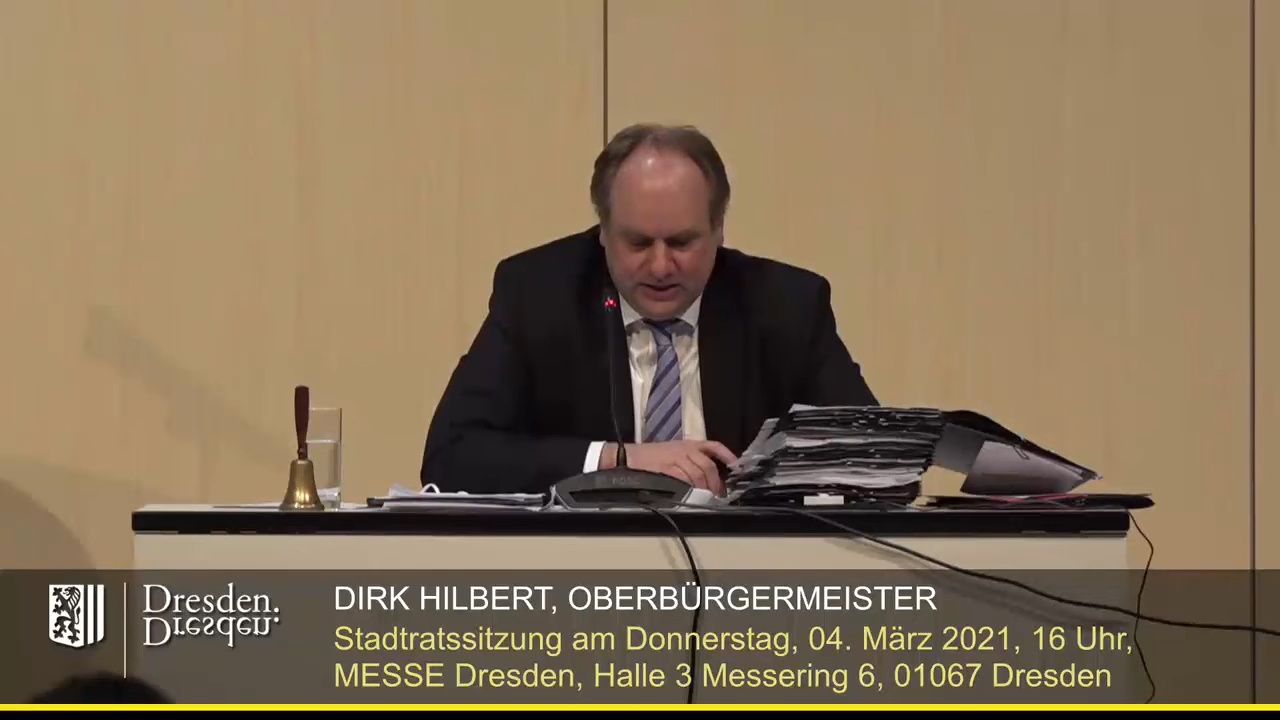 Dresden.
Dresden.
DIRK HILBERT, OBERBÜRGERMEISTER
Stadtratssitzung am Donnerstag, 04. März 2021, 16 Uhr,
MESSE Dresden, Halle 3 Messering 6, 01067 Dresden